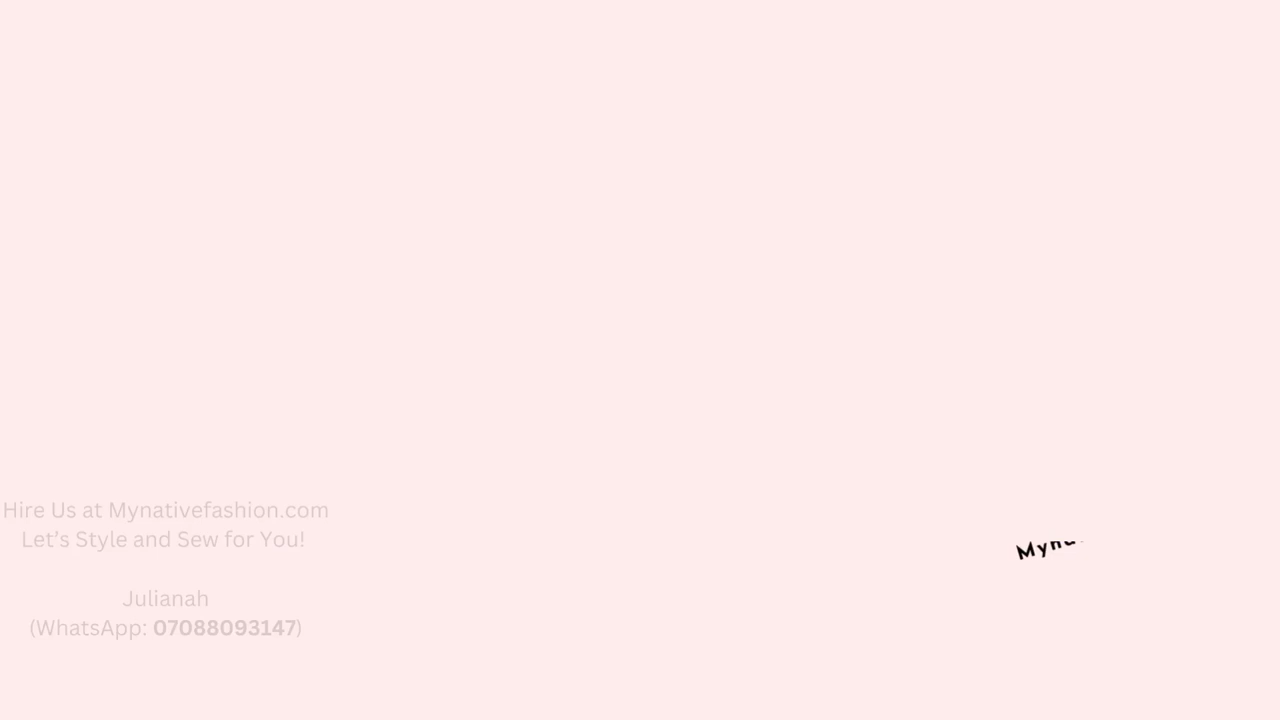 Hire Us at Mynativefashion.com
Let's Style and Sew for You!
Julianah
(WhatsApp: 07088093147)